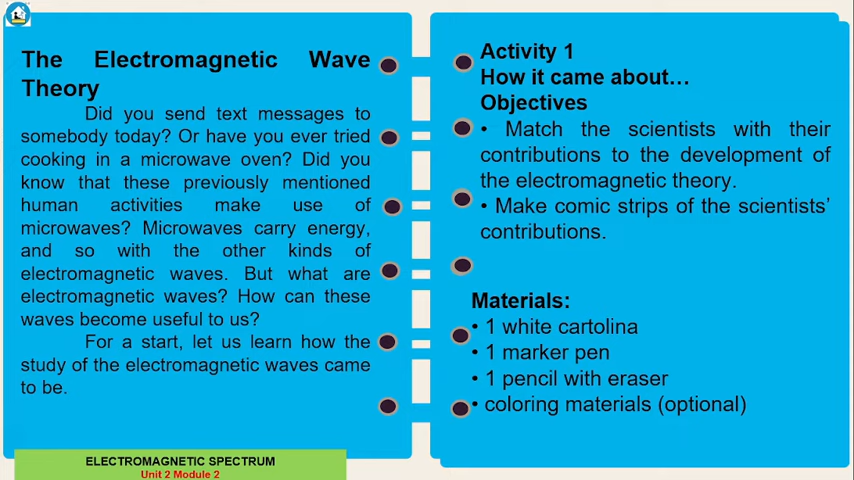 The Electromagnetic Wave
Theory
Did you send text messages to
somebody today? Or have you ever tried
cooking in a microwave oven? Did you
know that these previously mentioned
human activities make use of
microwaves? Microwaves carry energy,
and so with the other kinds of
electromagnetic waves. But what are
electromagnetic waves? How can these
waves become useful to us?
For a start, let us learn how the
study of the electromagnetic waves came
to be.
ELECTROMAGNETIC SPECTRUM
Unit 2 Module 2
Activity 1
How it came about…
Objectives
• Match the scientists with their
contributions to the development of
the electromagnetic theory.
• Make comic strips of the scientists’
contributions.
Materials:
• 1 white cartolina
• 1 marker pen
• 1 pencil with eraser
• coloring materials (optional)